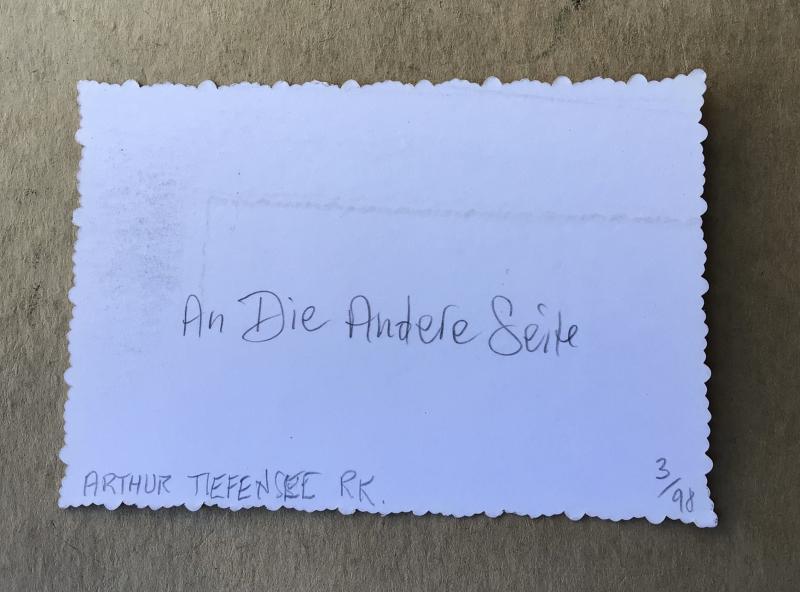 An Die Andere Seite
ARTHUR TIEFENSEE RK.
3/98